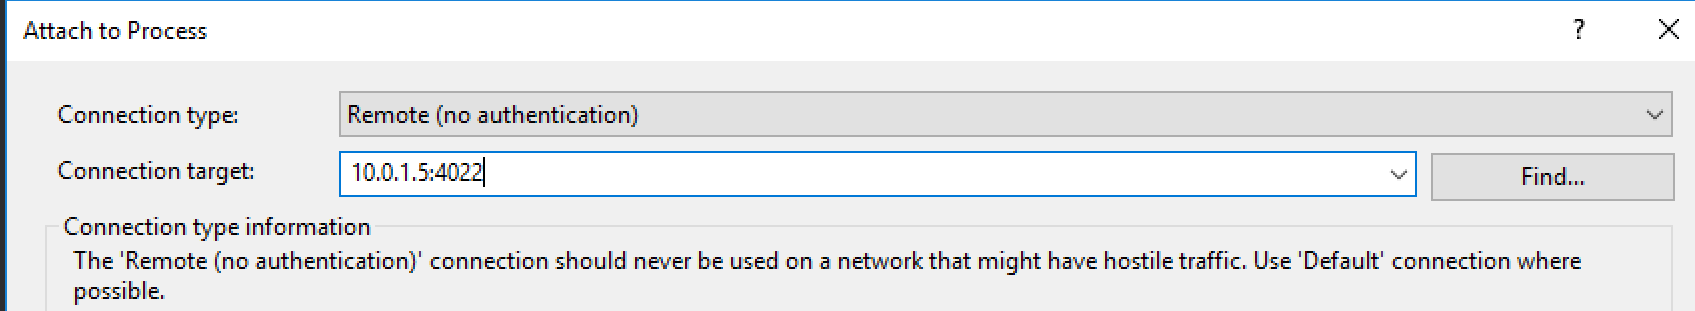 Attach to Process
?
Connection type:
Remote (no authentication)
Connection target:
10.0.1.5:4022
Find...
Connection type information
The 'Remote (no authentication)' connection should never be used on a network that might have hostile traffic. Use 'Default' connection where
possible.